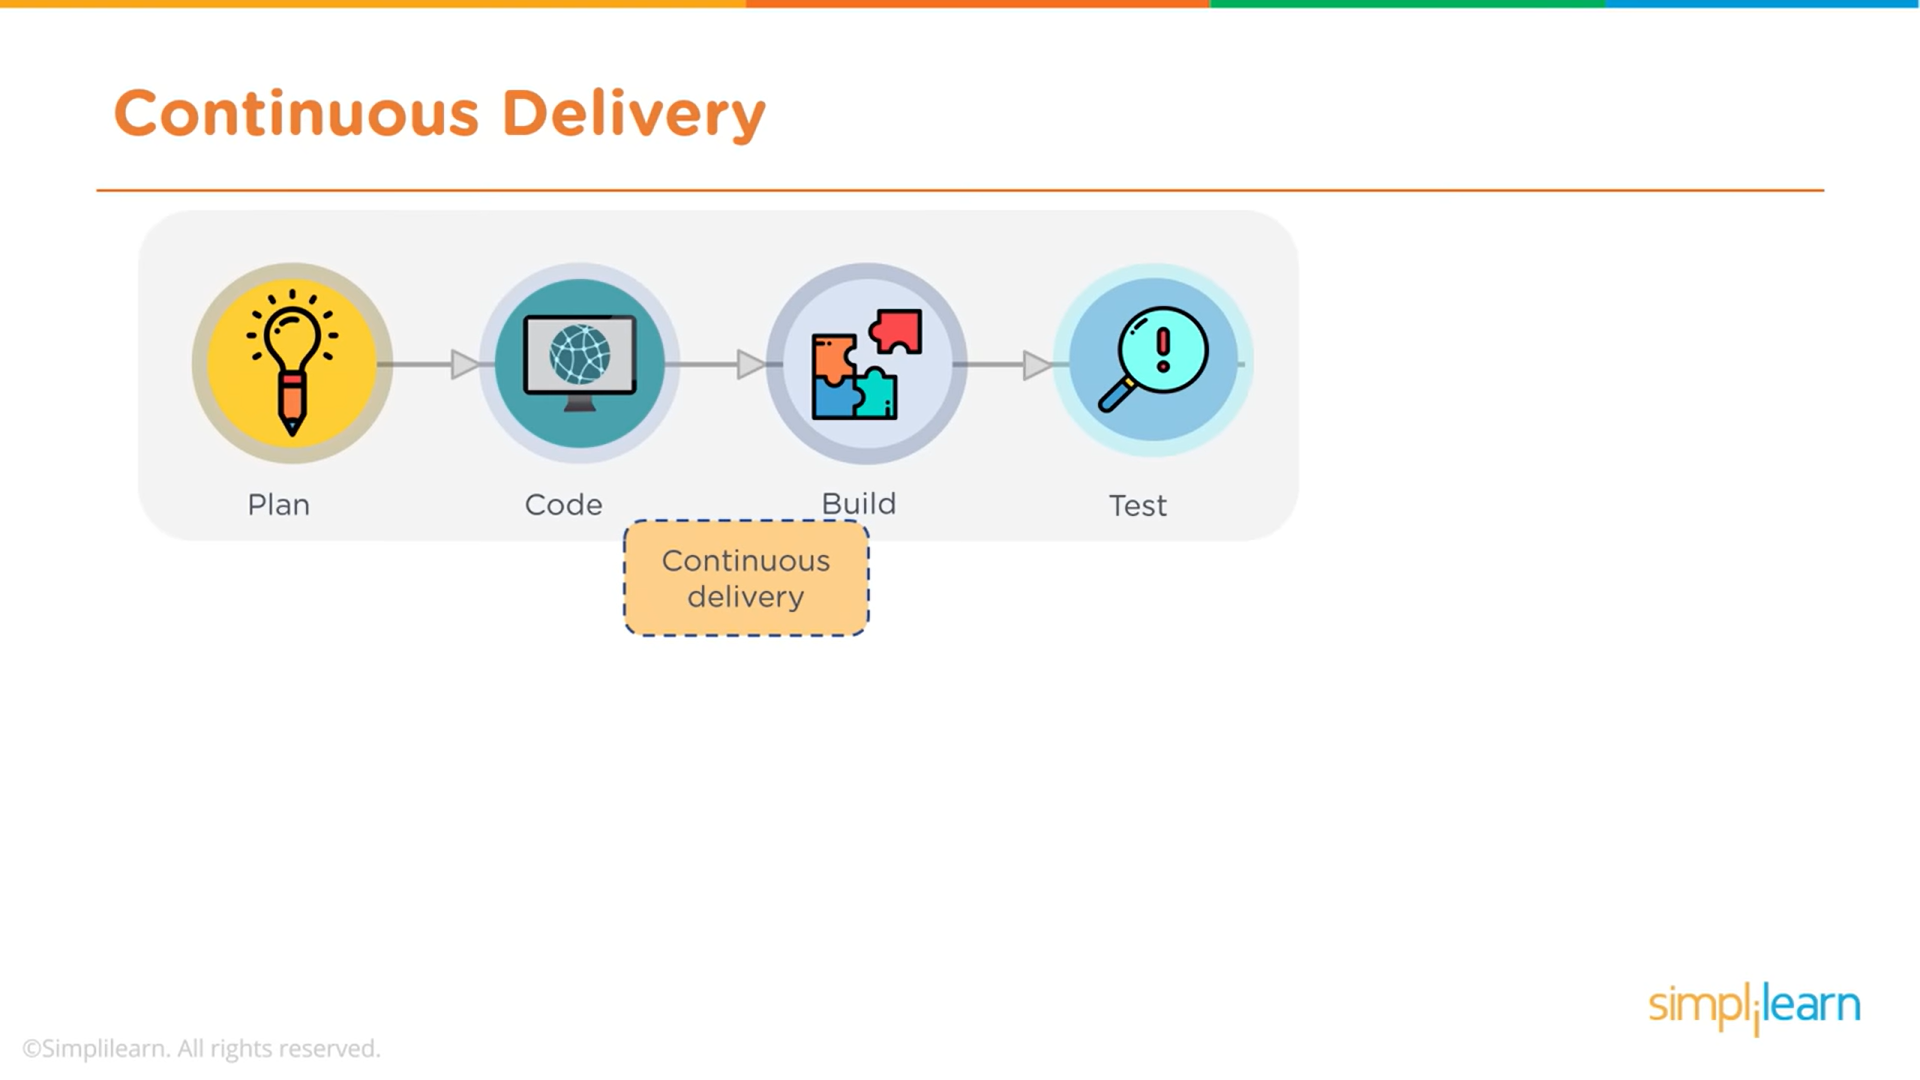 Continuous Delivery
Plan
Code
Build
Test
Continuous
delivery
simplilearn
©Simplilearn. All rights reserved.